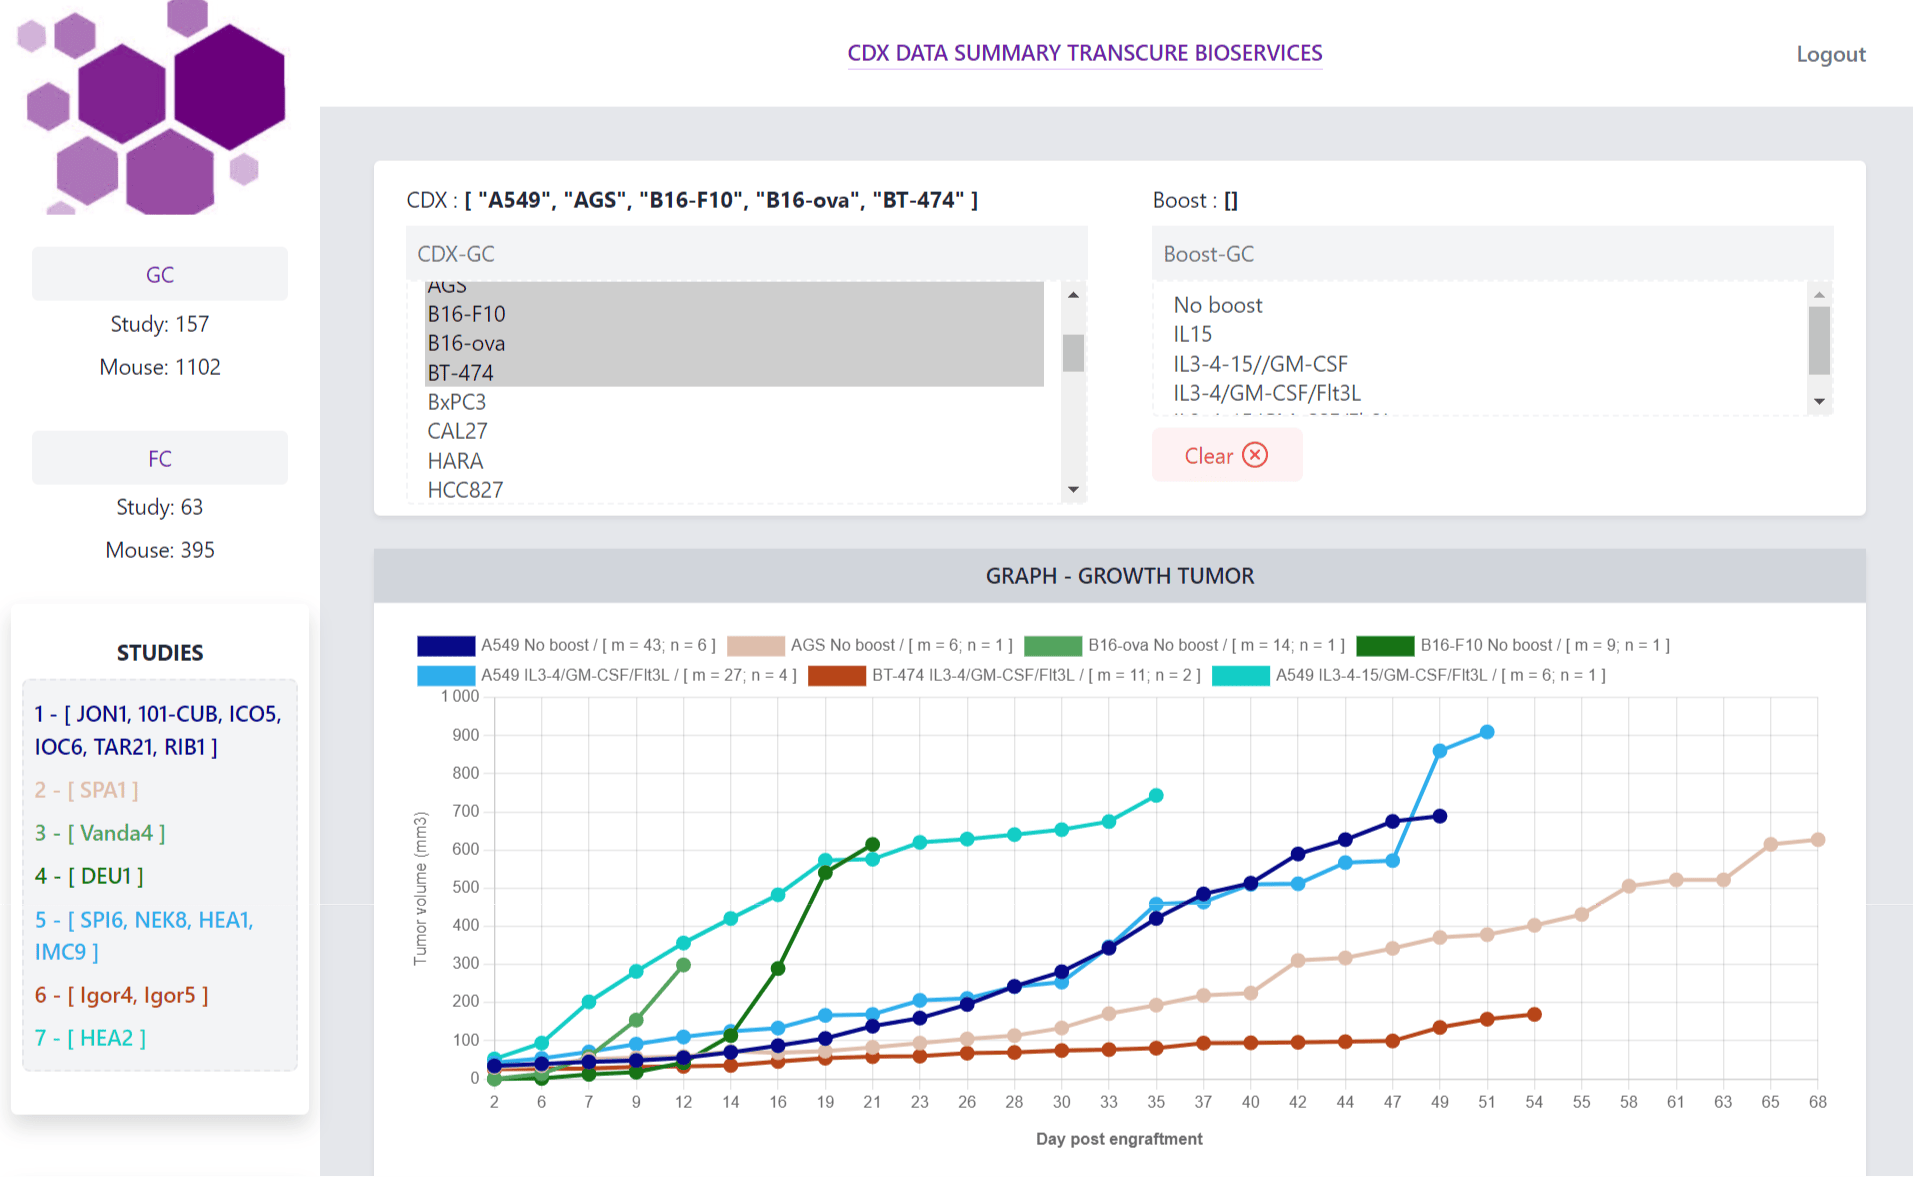 CDX DATA SUMMARY TRANSCURE BIOSERVICES
Logout
GC
Study: 157
Mouse: 1102
FC
Study: 63
Mouse: 395
STUDIES
1 - [ JON1, 101-CUB, ICO5,
IOC6, TAR21, RIB1 ]
2 - [ SPA1 ]
3 - [ Vanda4 ]
4 - [ DEU1 ]
5 - [ SPI6, NEK8, HEA1,
IMC9 ]
6 - [ Igor4, Igor5 ]
7 - [ HEA2 ]
CDX : [ "A549", "AGS", "B16-F10", "B16-ova", "BT-474" ]
CDX-GC
AGS
B16-F10
B16-ova
BT-474
BxPC3
CAL27
HARA
HCC827
Boost : []
Boost-GC
No boost
IL15
IL3-4-15//GM-CSF
IL3-4/GM-CSF/Flt3L
Clear
GRAPH - GROWTH TUMOR
A549 No boost / [ m = 43; n = 6 ] AGS No boost / [ m = 6; n = 1 ] B16-ova No boost / [ m = 14; n = 1 ] B16-F10 No boost / [ m = 9; n = 1 ]
A549 IL3-4/GM-CSF/Flt3L / [ m = 27; n = 4 ] BT-474 IL3-4/GM-CSF/Flt3L / [ m = 11; n = 2 ] A549 IL3-4-15/GM-CSF/Flt3L / [ m = 6; n = 1 ]
Tumor volume (mm3)
1 000
900
800
700
600
500
400
300
200
100
0
2 6 7 9 12 14 16 19 21 23 26 28 30 33 35 37 40 42 44 47 49 51 54 55 58 61 63 65 68
Day post engraftment